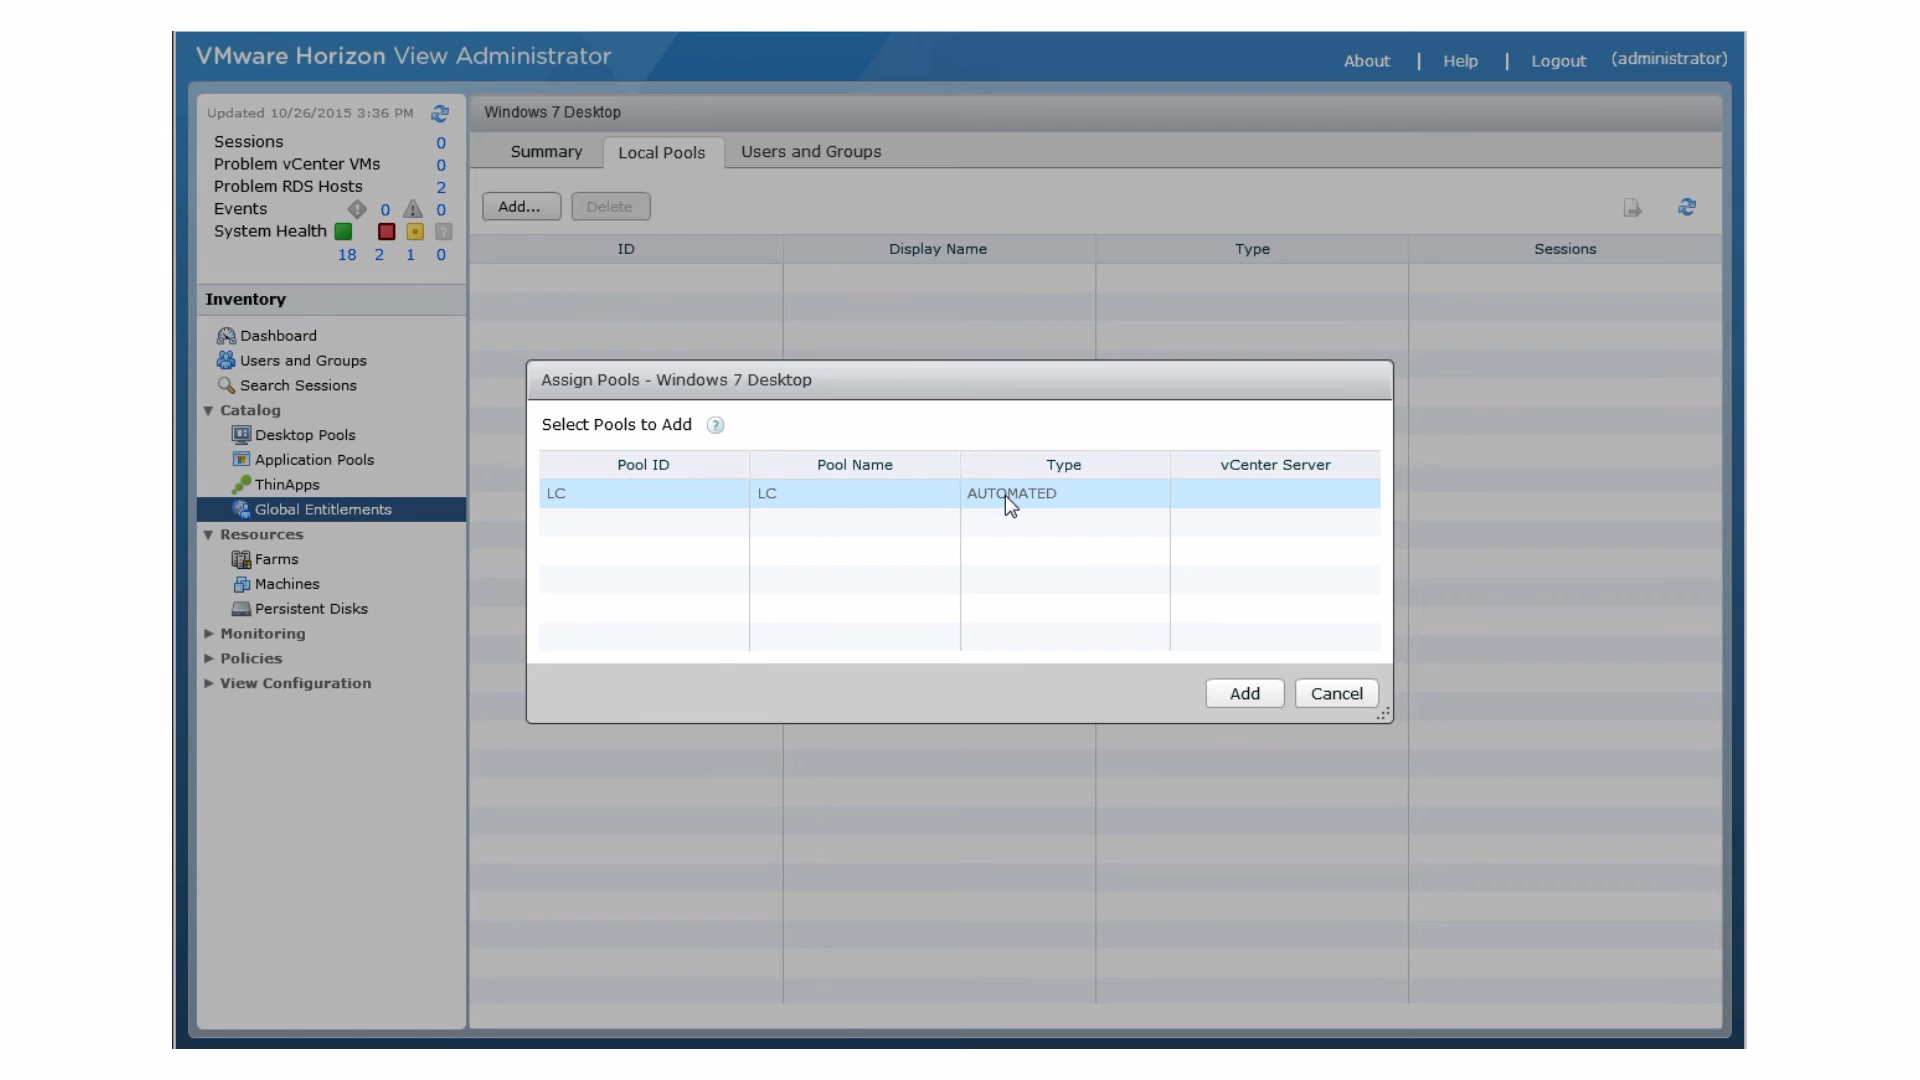 VMware Horizon View Administrator
About | Help | Logout (administrator)
Updated 10/26/2015 3:36 PM
Sessions 0
Problem vCenter VMs 0
Problem RDS Hosts 2
Events 0 0
System Health
18 2 1 0
Inventory
Dashboard
Users and Groups
Search Sessions
Catalog
Desktop Pools
Application Pools
ThinApps
Global Entitlements
Resources
Farms
Machines
Persistent Disks
Monitoring
Policies
View Configuration
Windows 7 Desktop
Summary Local Pools Users and Groups
Add... Delete
ID Display Name Type Sessions
Assign Pools - Windows 7 Desktop
Select Pools to Add ?
Pool ID Pool Name Type vCenter Server
LC LC AUTOMATED
Add Cancel